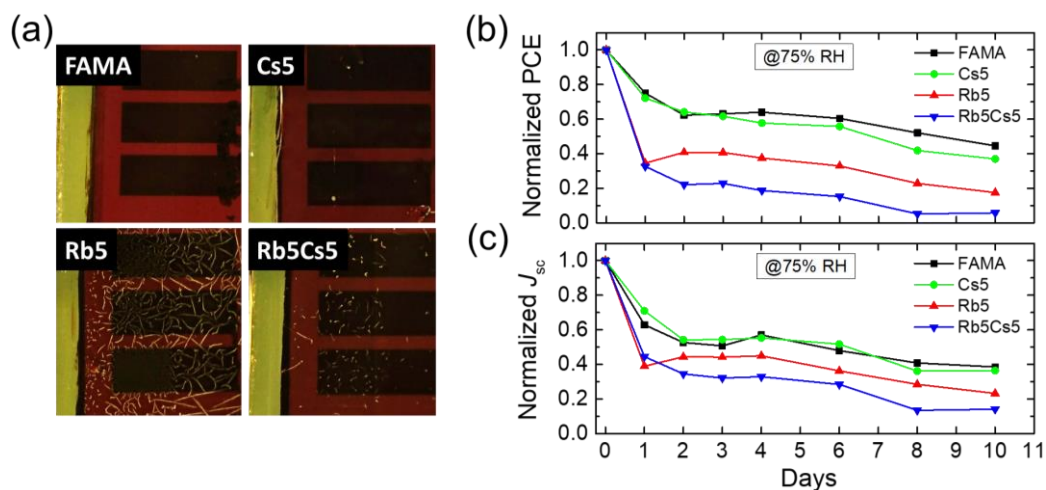 (a)
FAMA
Cs5
Rb5
Rb5Cs5
(b)
Normalized PCE
1.0
0.8
0.6
0.4
0.2
0.0
@75% RH
FAMA
Cs5
Rb5
Rb5Cs5
(c)
Normalized Jsc
1.0
0.8
0.6
0.4
0.2
0.0
@75% RH
FAMA
Cs5
Rb5
Rb5Cs5
0 1 2 3 4 5 6 7 8 9 10 11
Days